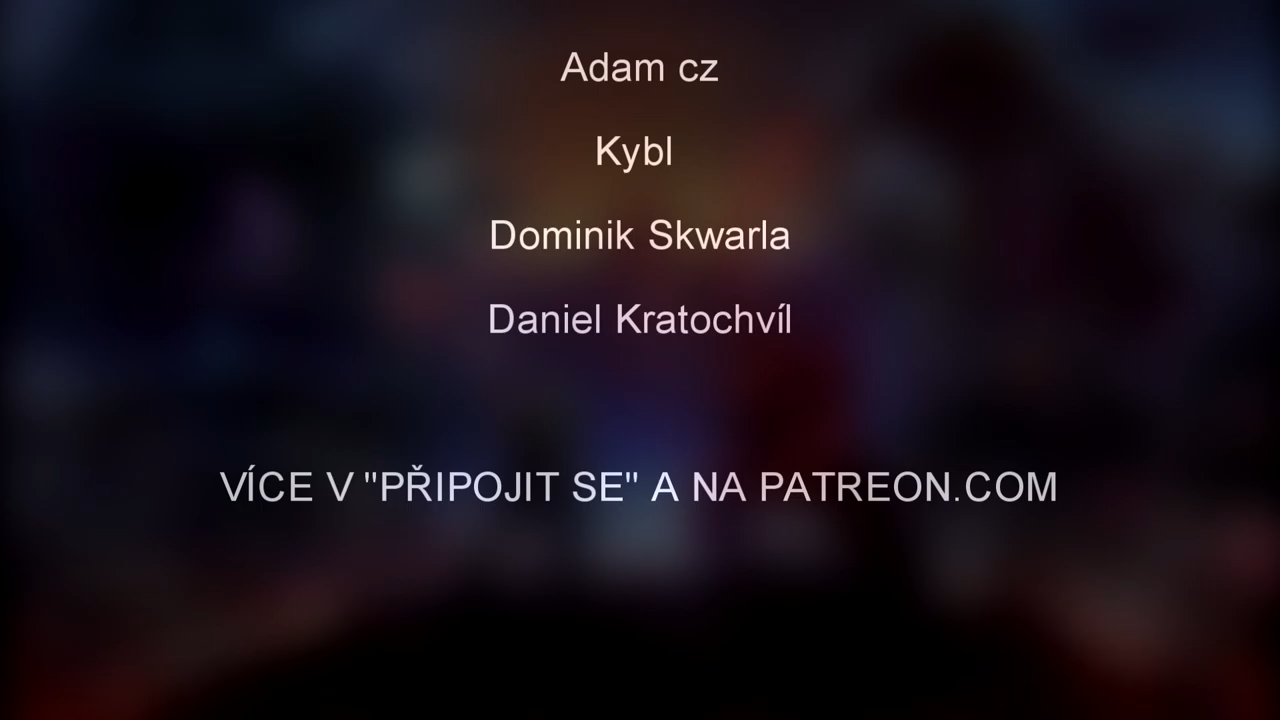 Adam cz
Kybl
Dominik Skwarla
Daniel Kratochvíl
VÍCE V "PŘIPOJIT SE" A NA PATREON.COM